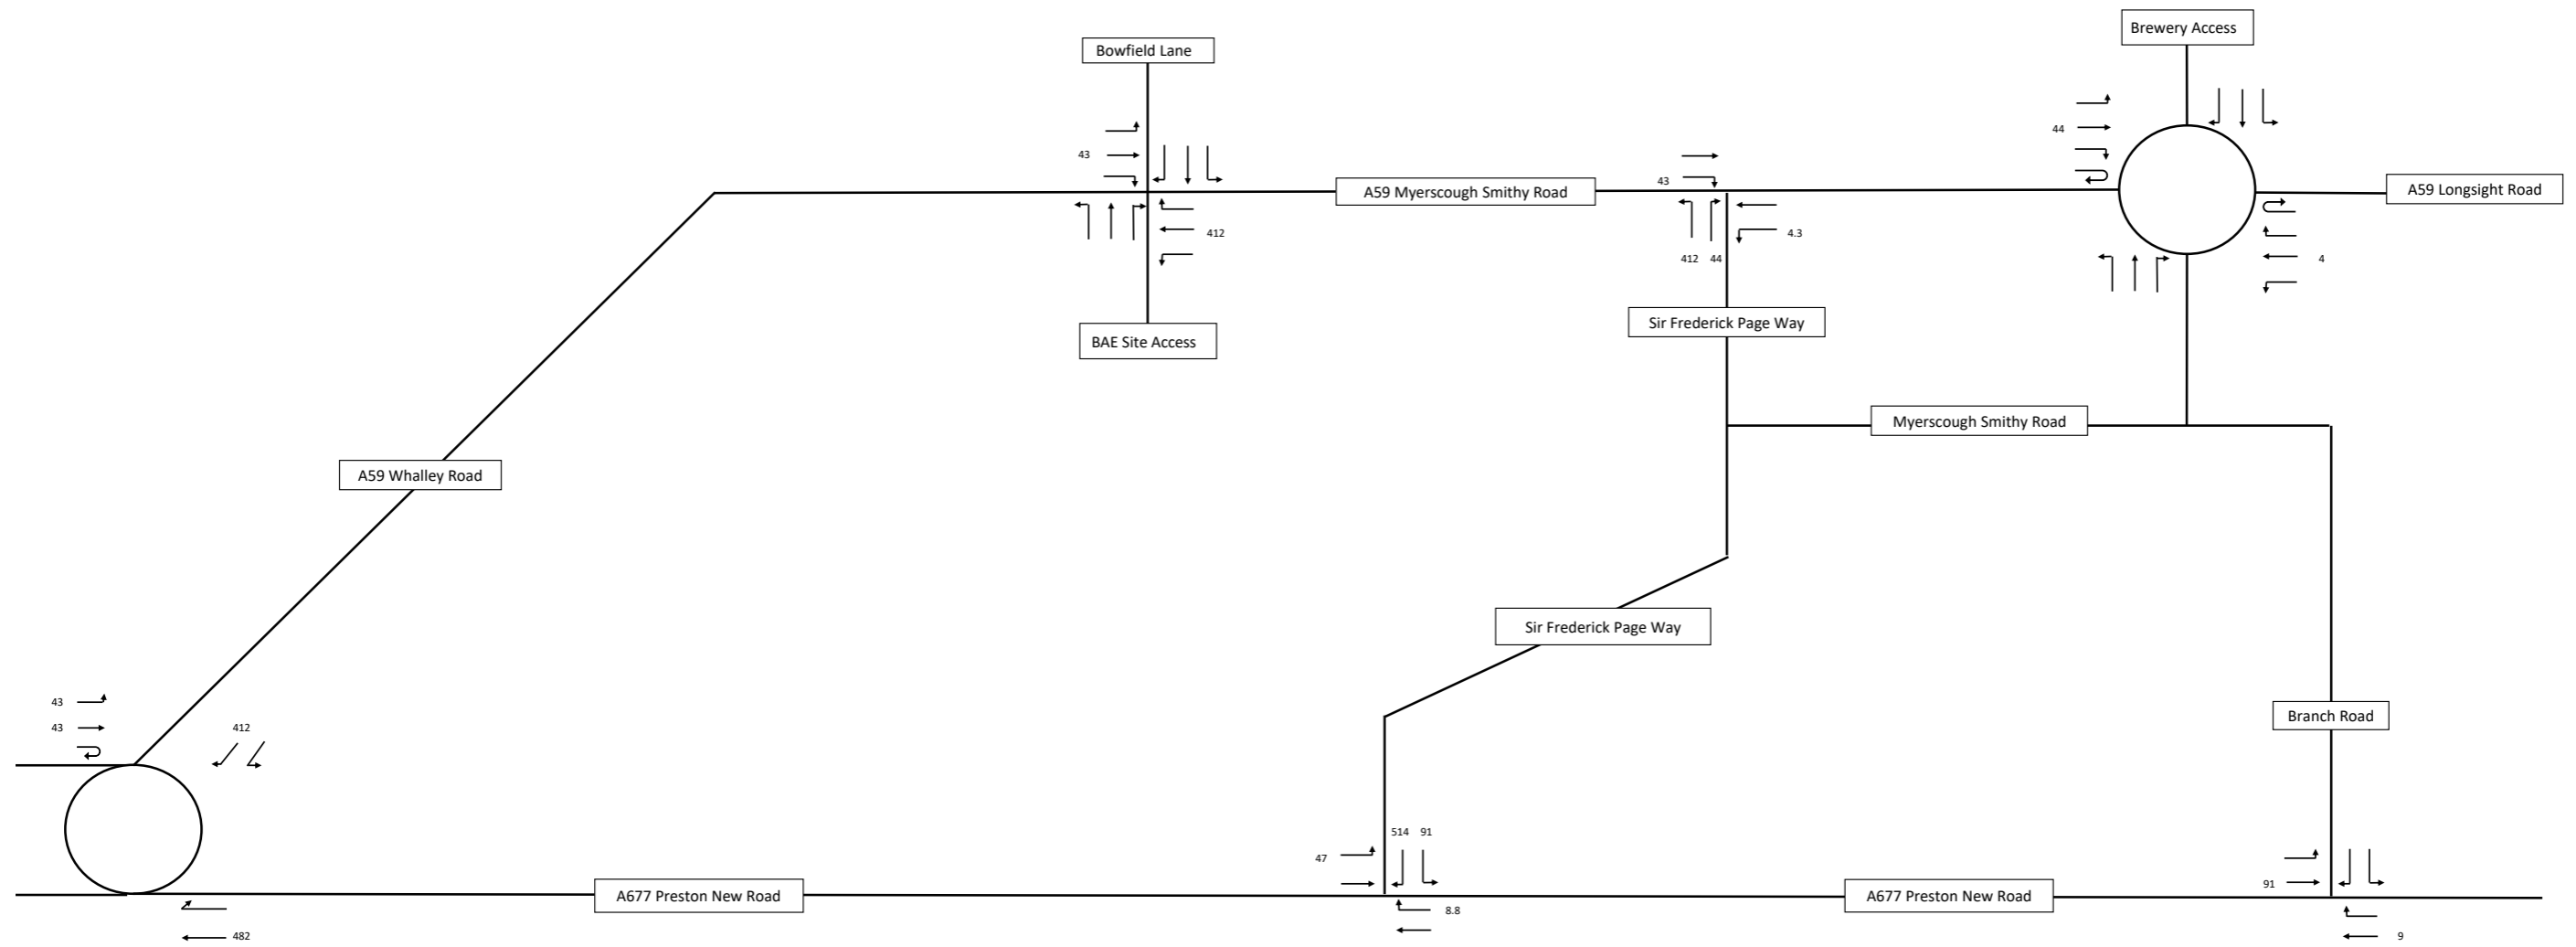 Brewery Access
Bowfield Lane
44
43
43
A59 Myerscough Smithy Road
A59 Longsight Road
412
4.3
412 44
4
Sir Frederick Page Way
BAE Site Access
Myerscough Smithy Road
A59 Whalley Road
Sir Frederick Page Way
43
43
412
Branch Road
514 91
47
91
A677 Preston New Road
A677 Preston New Road
8.8
482
9